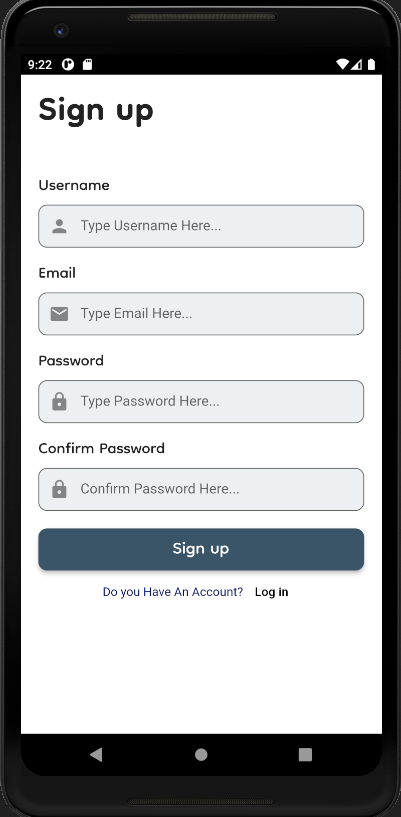 9:22
Sign up
Username
Type Username Here...
Email
Type Email Here...
Password
Type Password Here...
Confirm Password
Confirm Password Here...
Sign up
Do you Have An Account? Log in